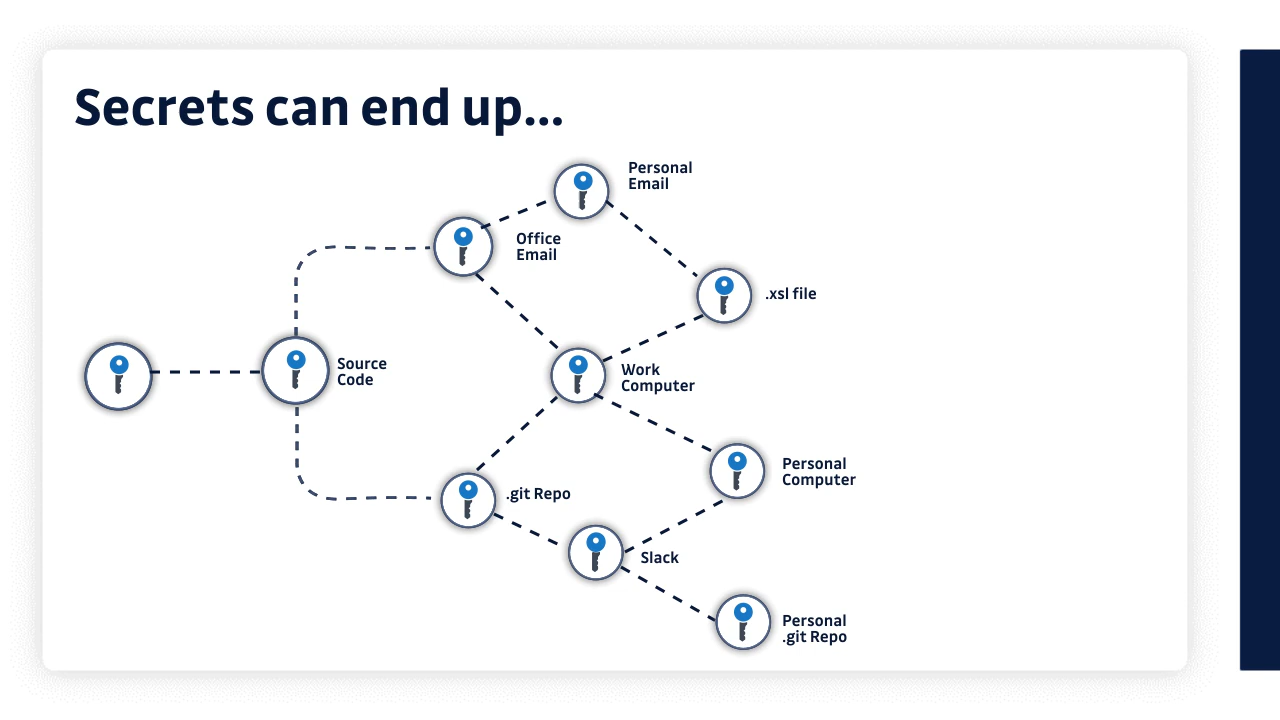 Secrets can end up...
Personal
Email
Office
Email
.xsl file
Source
Code
Work
Computer
Personal
Computer
.git Repo
Slack
Personal
.git Repo